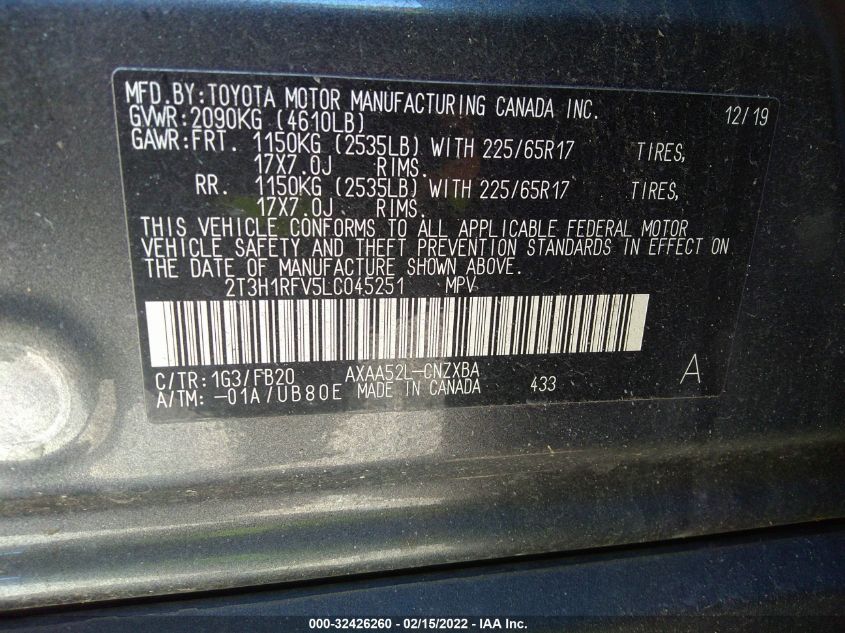 MFD.BY:TOYOTA MOTOR MANUFACTURING CANADA INC. 12/19
GVWR:2090KG (4610LB)
GAWR:FRT. 1150KG (2535LB) WITH 225/65R17 TIRES,
17X7.0J RIMS.
RR. 1150KG (2535LB) WITH 225/65R17 TIRES,
17X7.0J RIMS.
THIS VEHICLE CONFORMS TO ALL APPLICABLE FEDERAL MOTOR
VEHICLE SAFETY AND THEFT PREVENTION STANDARDS IN EFFECT ON
THE DATE OF MANUFACTURE SHOWN ABOVE.
2T3H1RFV5LC045251 MPV
C/TR:1G3/FB20 AXAA52L-CNZXBA
A/TM:-01A/UB80E MADE IN CANADA 433 A
000-32426260 - 02/15/2022 - IAA Inc.